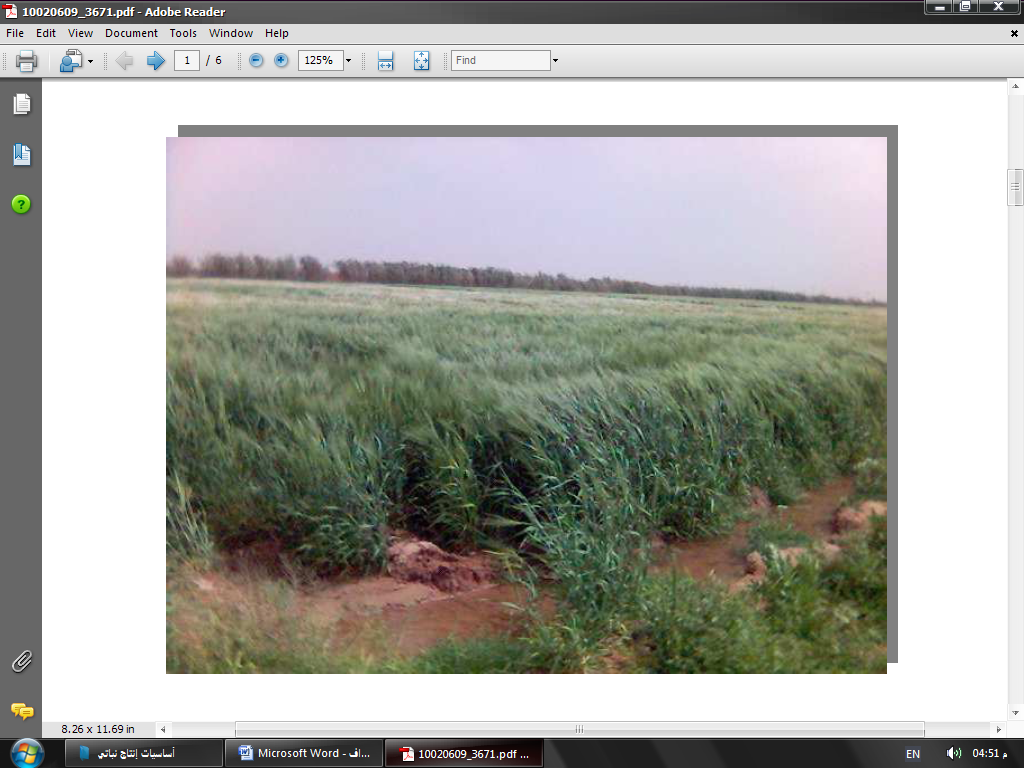 10020609_3671.pdf - Adobe Reader
File Edit View Document Tools Window Help
1 / 6 125% Find
8.26 x 11.69 in
أساسيات إنتاج نباتي
Microsoft Word - اف...
10020609_3671.pdf ...
EN
04:51 م